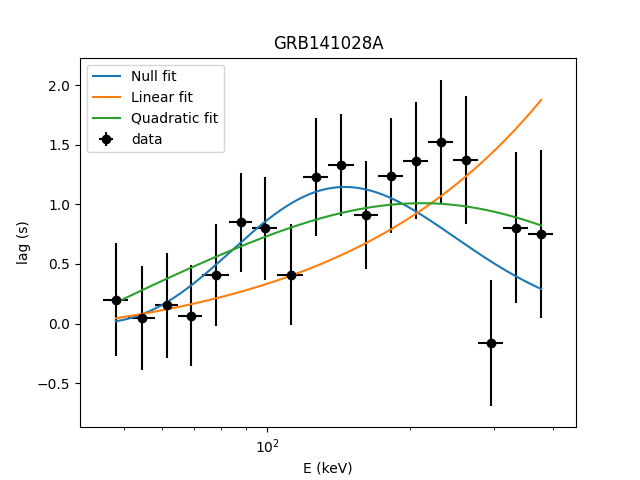 GRB141028A
Null fit
Linear fit
Quadratic fit
data
2.0
1.5
1.0
0.5
0.0
−0.5
lag (s)
10²
E (keV)